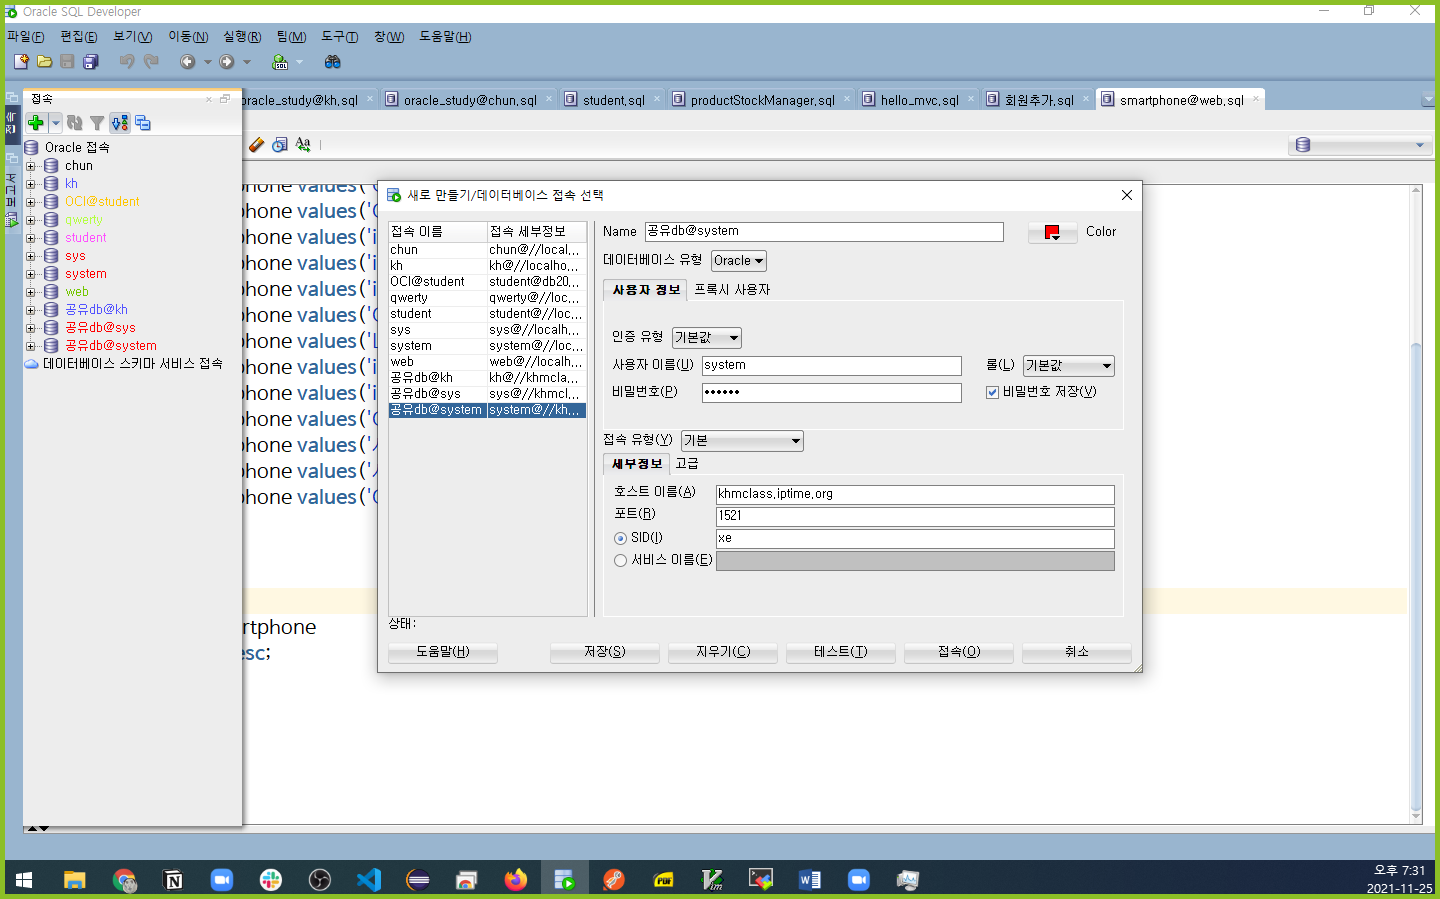 Oracle SQL Developer
파일(F) 편집(E) 보기(V) 이동(N) 실행(R) 팀(M) 도구(T) 창(W) 도움말(H)
접속
oracle_study@kh.sql
oracle_study@chun.sql
student.sql
productStockManager.sql
hello_mvc.sql
회원추가.sql
smartphone@web.sql
Oracle 접속
chun
kh
OCI@student
qwerty
student
sys
system
web
공유db@kh
공유db@sys
공유db@system
데이터베이스 스키마 서비스 접속
phone values('
phone values('
phone values('i
phone values('i
phone values('i
phone values('
phone values('L
phone values('i
phone values('i
phone values('
phone values('
phone values('
phone values('
rtphone
esc;
새로 만들기/데이터베이스 접속 선택
접속 이름 접속 세부정보
chun chun@//local...
kh kh@//localho...
OCI@student student@db20...
qwerty qwerty@//loc...
student student@//loc...
sys sys@//localh...
system system@//loc...
web web@//localh...
공유db@kh kh@//khmcla...
공유db@sys sys@//khmcl...
공유db@system system@//kh...
Name 공유db@system Color
데이터베이스 유형 Oracle
사용자 정보 프록시 사용자
인증 유형 기본값
사용자 이름(U) system 롤(L) 기본값
비밀번호(P) •••••• 비밀번호 저장(V)
접속 유형(Y) 기본
세부정보 고급
호스트 이름(A) khmclass.iptime.org
포트(R) 1521
SID(I) xe
서비스 이름(E)
상태:
도움말(H) 저장(S) 지우기(C) 테스트(T) 접속(O) 취소
오후 7:31
2021-11-25